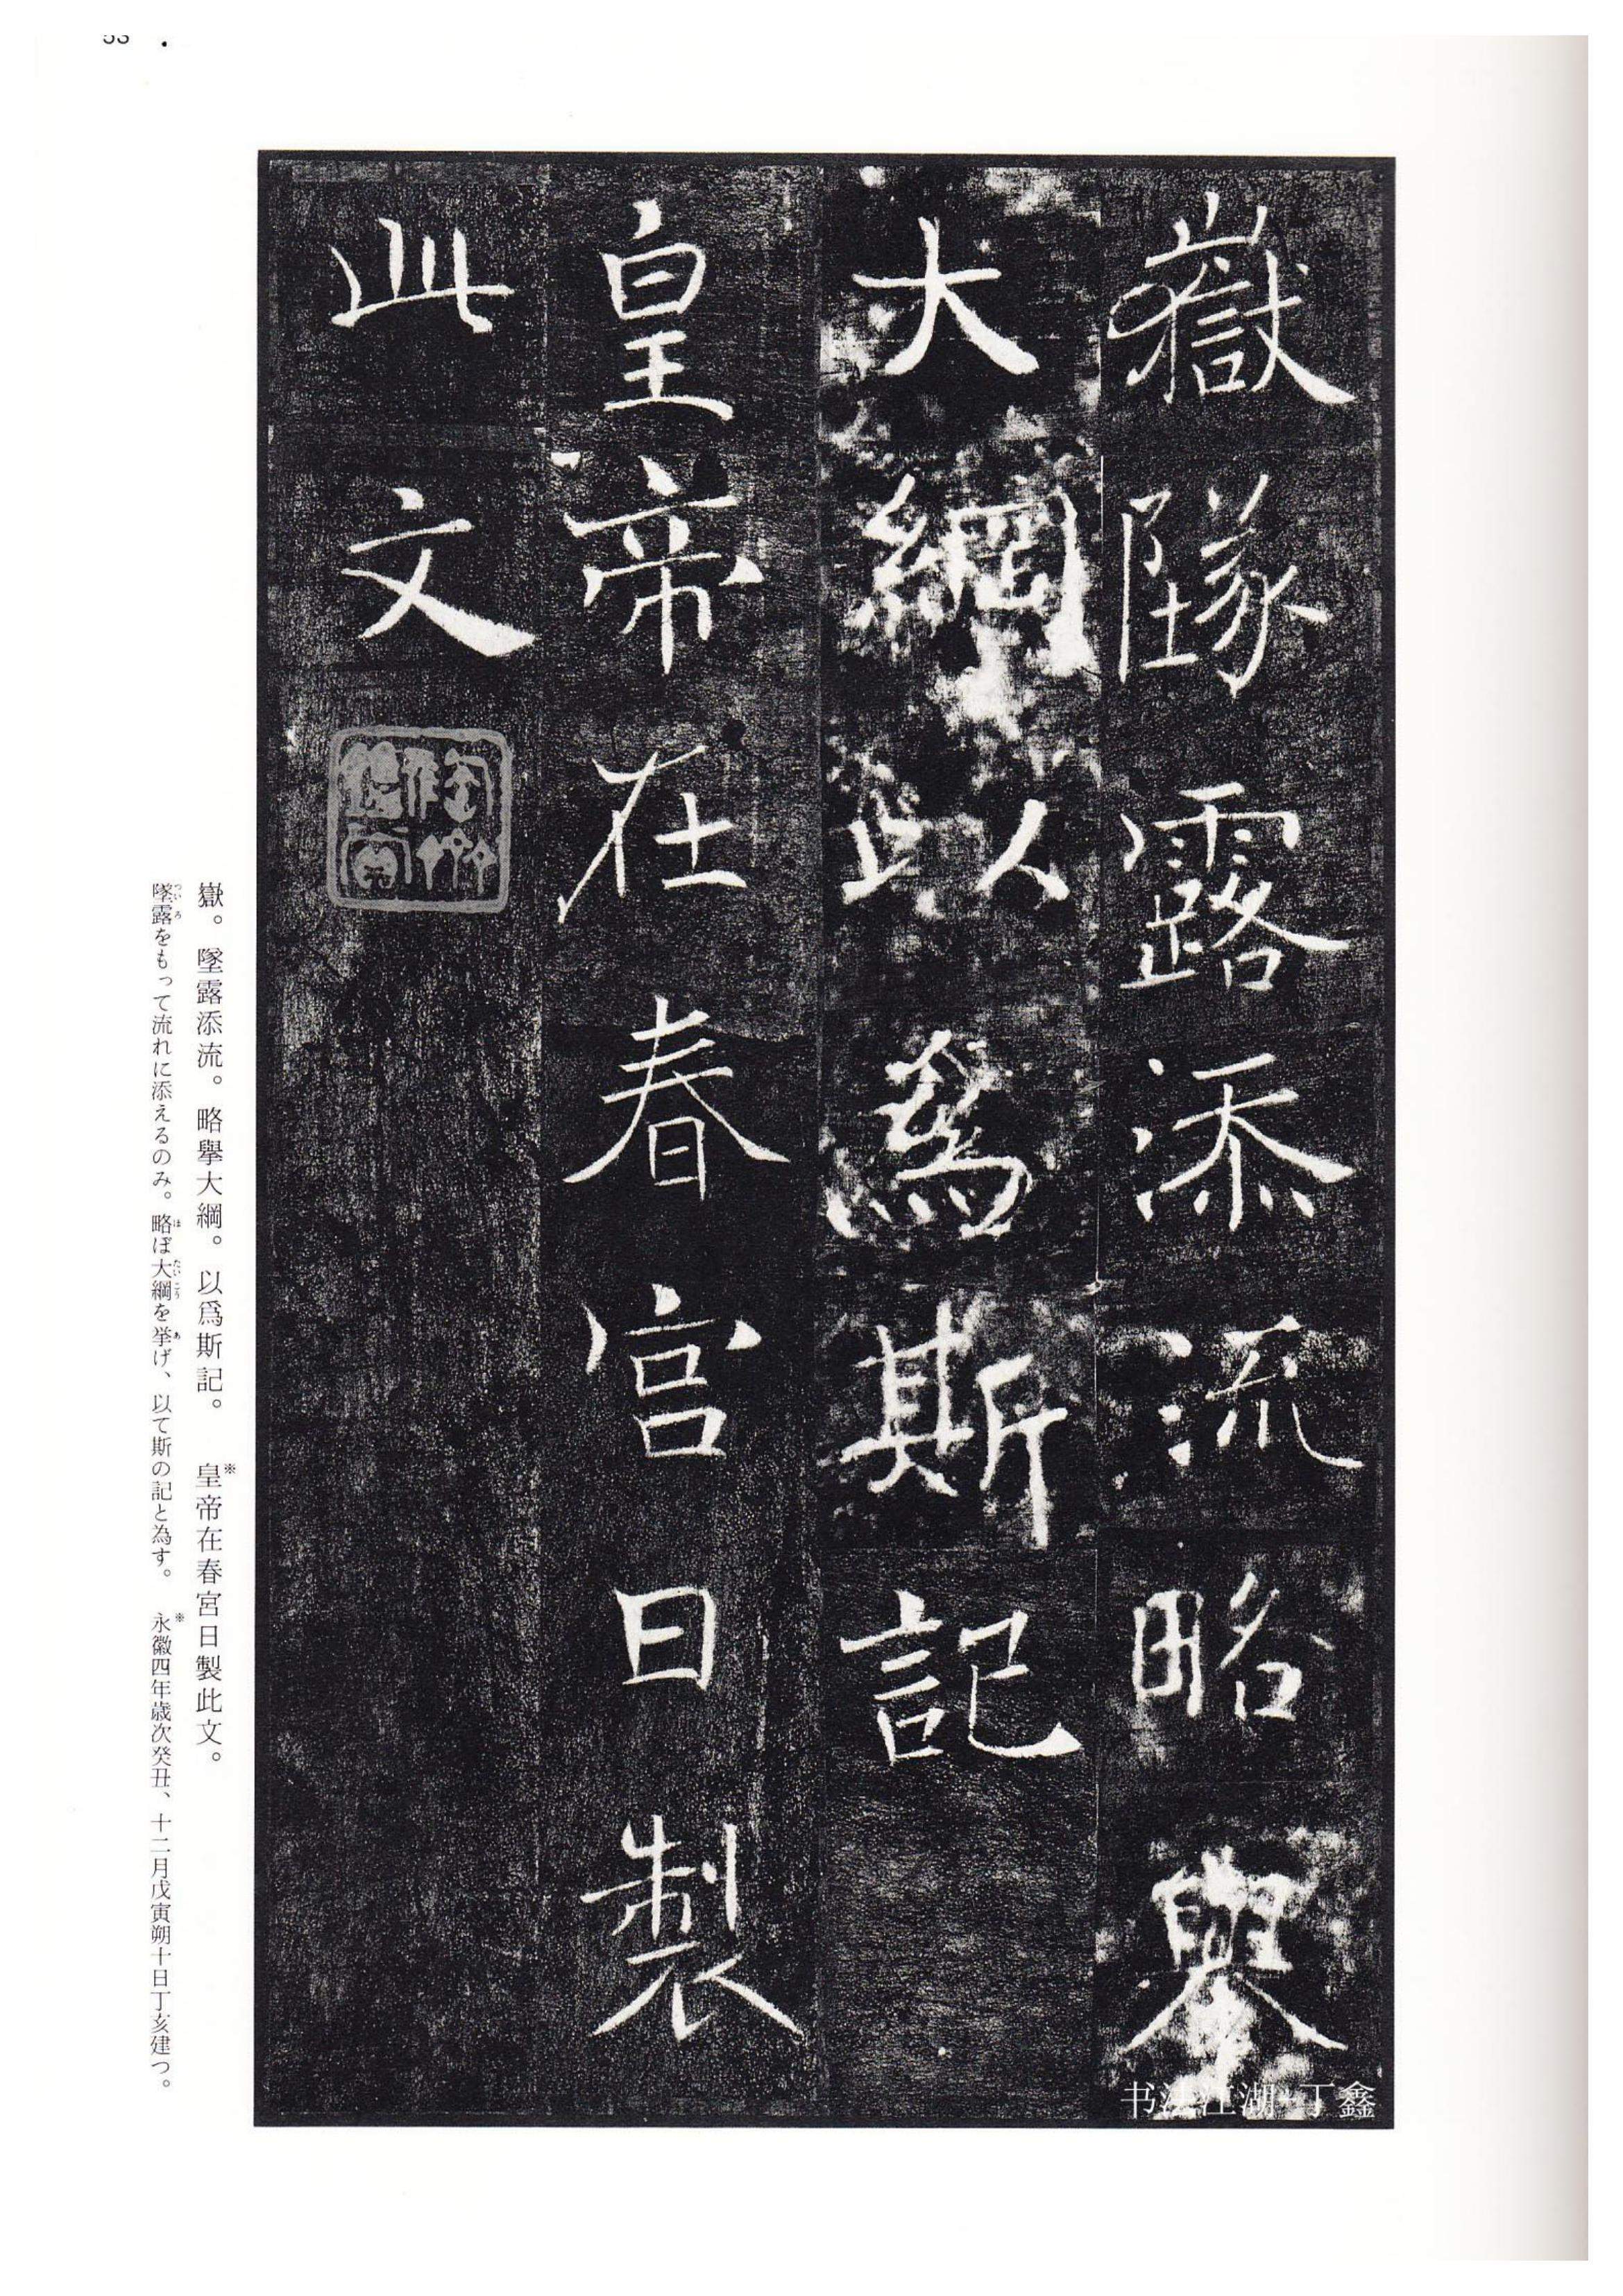 53
嶽墜露添流略舉
大綱以爲斯記
皇帝在春宮日製
此文
嶽。墜露添流。略擧大綱。以爲斯記。　※皇帝在春宮日製此文。
墜露をもって流れに添えるのみ。略ぼ大綱を挙げ、以て斯の記と為す。　※永徽四年歳次癸丑、十二月戊寅朔十日丁亥建つ。
书法江湖 丁鑫